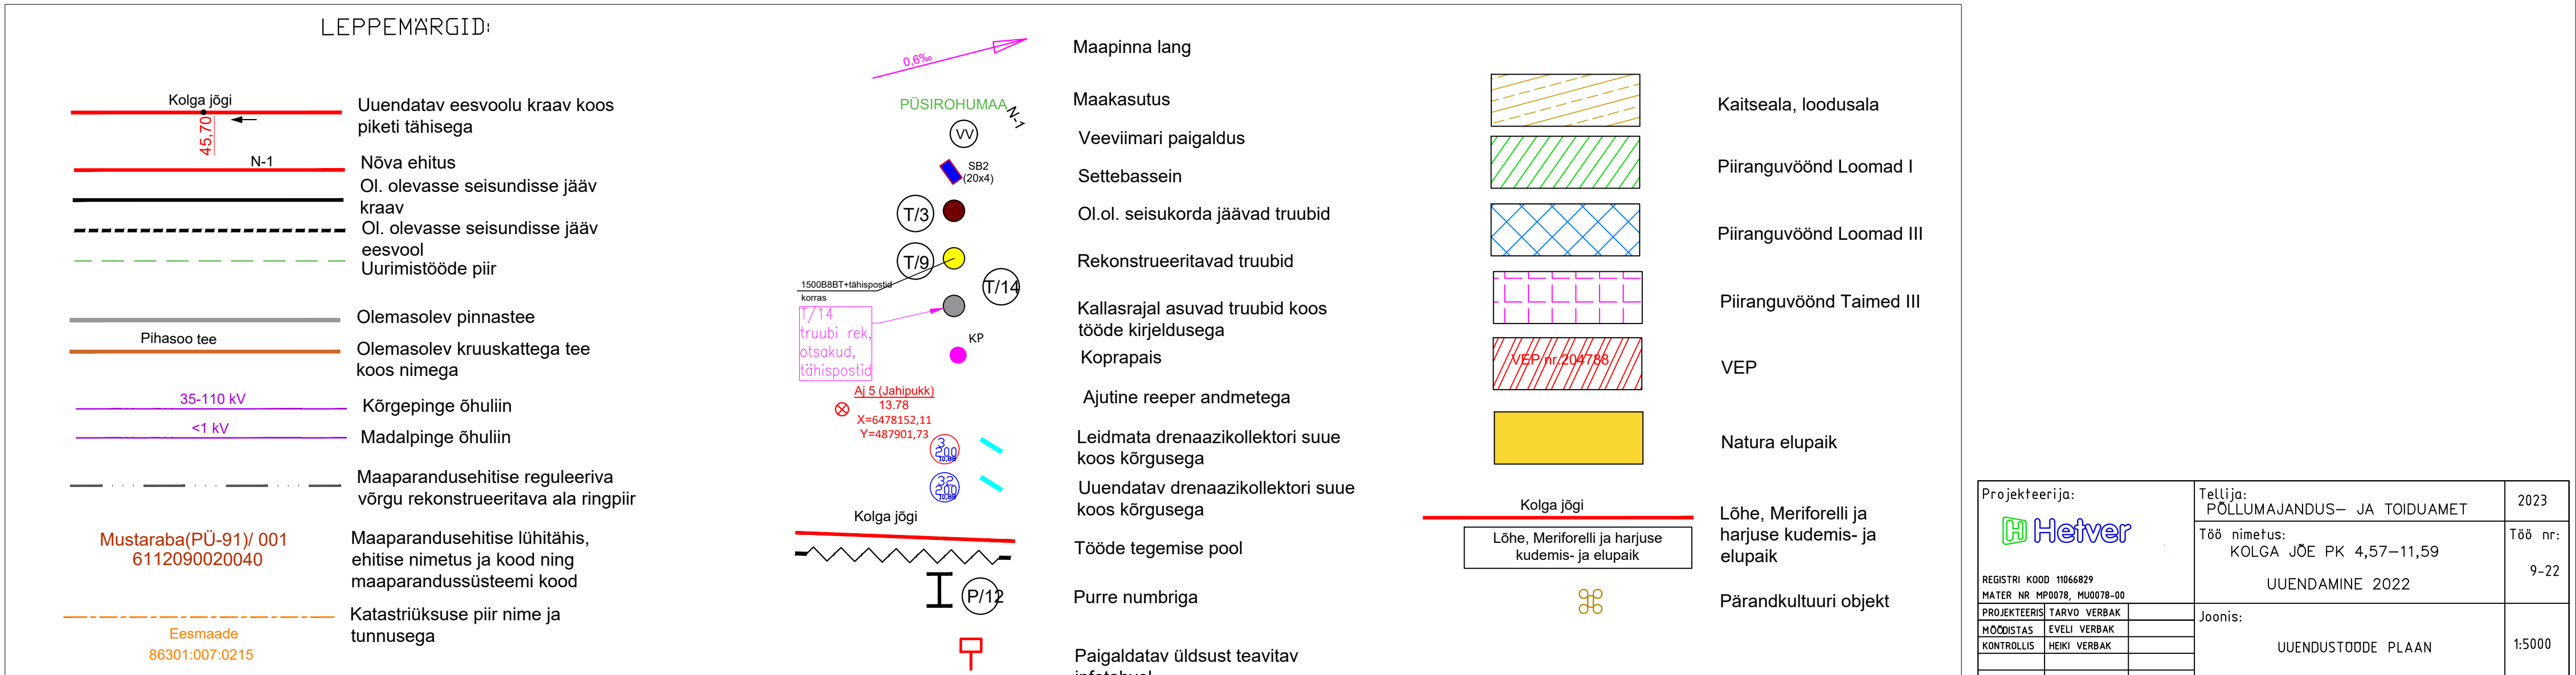 LEPPEMÄRGID:
Kolga jõgi
45,70
Uuendatav eesvoolu kraav koos
piketi tähisega
N-1
Nõva ehitus
Ol. olevasse seisundisse jääv
kraav
Ol. olevasse seisundisse jääv
eesvool
Uurimistööde piir
Olemasolev pinnastee
Pihasoo tee
Olemasolev kruuskattega tee
koos nimega
35-110 kV
Kõrgepinge õhuliin
<1 kV
Madalpinge õhuliin
Maaparandusehitise reguleeriva
võrgu rekonstrueeritava ala ringpiir
Mustaraba(PÜ-91)/ 001
6112090020040
Maaparandusehitise lühitähis,
ehitise nimetus ja kood ning
maaparandussüsteemi kood
Katastriüksuse piir nime ja
tunnusega
Eesmaade
86301:007:0215
0,6‰
Maapinna lang
PÜSIROHUMAA
N-1
Maakasutus
VV
Veeviimari paigaldus
SB2
(20x4)
Settebassein
T/3
Ol.ol. seisukorda jäävad truubid
T/9
Rekonstrueeritavad truubid
1500B8BT+tähispostid
korras
T/14
T/14
truubi rek,
otsakud,
tähispostid
Kallasrajal asuvad truubid koos
tööde kirjeldusega
KP
Koprapais
Aj 5 (Jahipukk)
13.78
X=6478152,11
Y=487901,73
Ajutine reeper andmetega
3
200
10,88
Leidmata drenaazikollektori suue
koos kõrgusega
32
200
10,88
Uuendatav drenaazikollektori suue
koos kõrgusega
Kolga jõgi
Tööde tegemise pool
P/12
Purre numbriga
Paigaldatav üldsust teavitav
infotahvel
Kaitseala, loodusala
Piiranguvöönd Loomad I
Piiranguvöönd Loomad III
Piiranguvöönd Taimed III
VEP nr.204788
VEP
Natura elupaik
Kolga jõgi
Lõhe, Meriforelli ja harjuse
kudemis- ja elupaik
Lõhe, Meriforelli ja
harjuse kudemis- ja
elupaik
Pärandkultuuri objekt
Projekteerija:
Hetver
REGISTRI KOOD 11066829
MATER NR MP0078, MU0078-00
PROJEKTEERIS TARVO VERBAK
MÕÕDISTAS EVELI VERBAK
KONTROLLIS HEIKI VERBAK
Tellija:
PÕLLUMAJANDUS- JA TOIDUAMET
2023
Töö nimetus:
KOLGA JÕE PK 4,57-11,59
UUENDAMINE 2022
Töö nr:
9-22
Joonis:
UUENDUSTÖÖDE PLAAN
1:5000